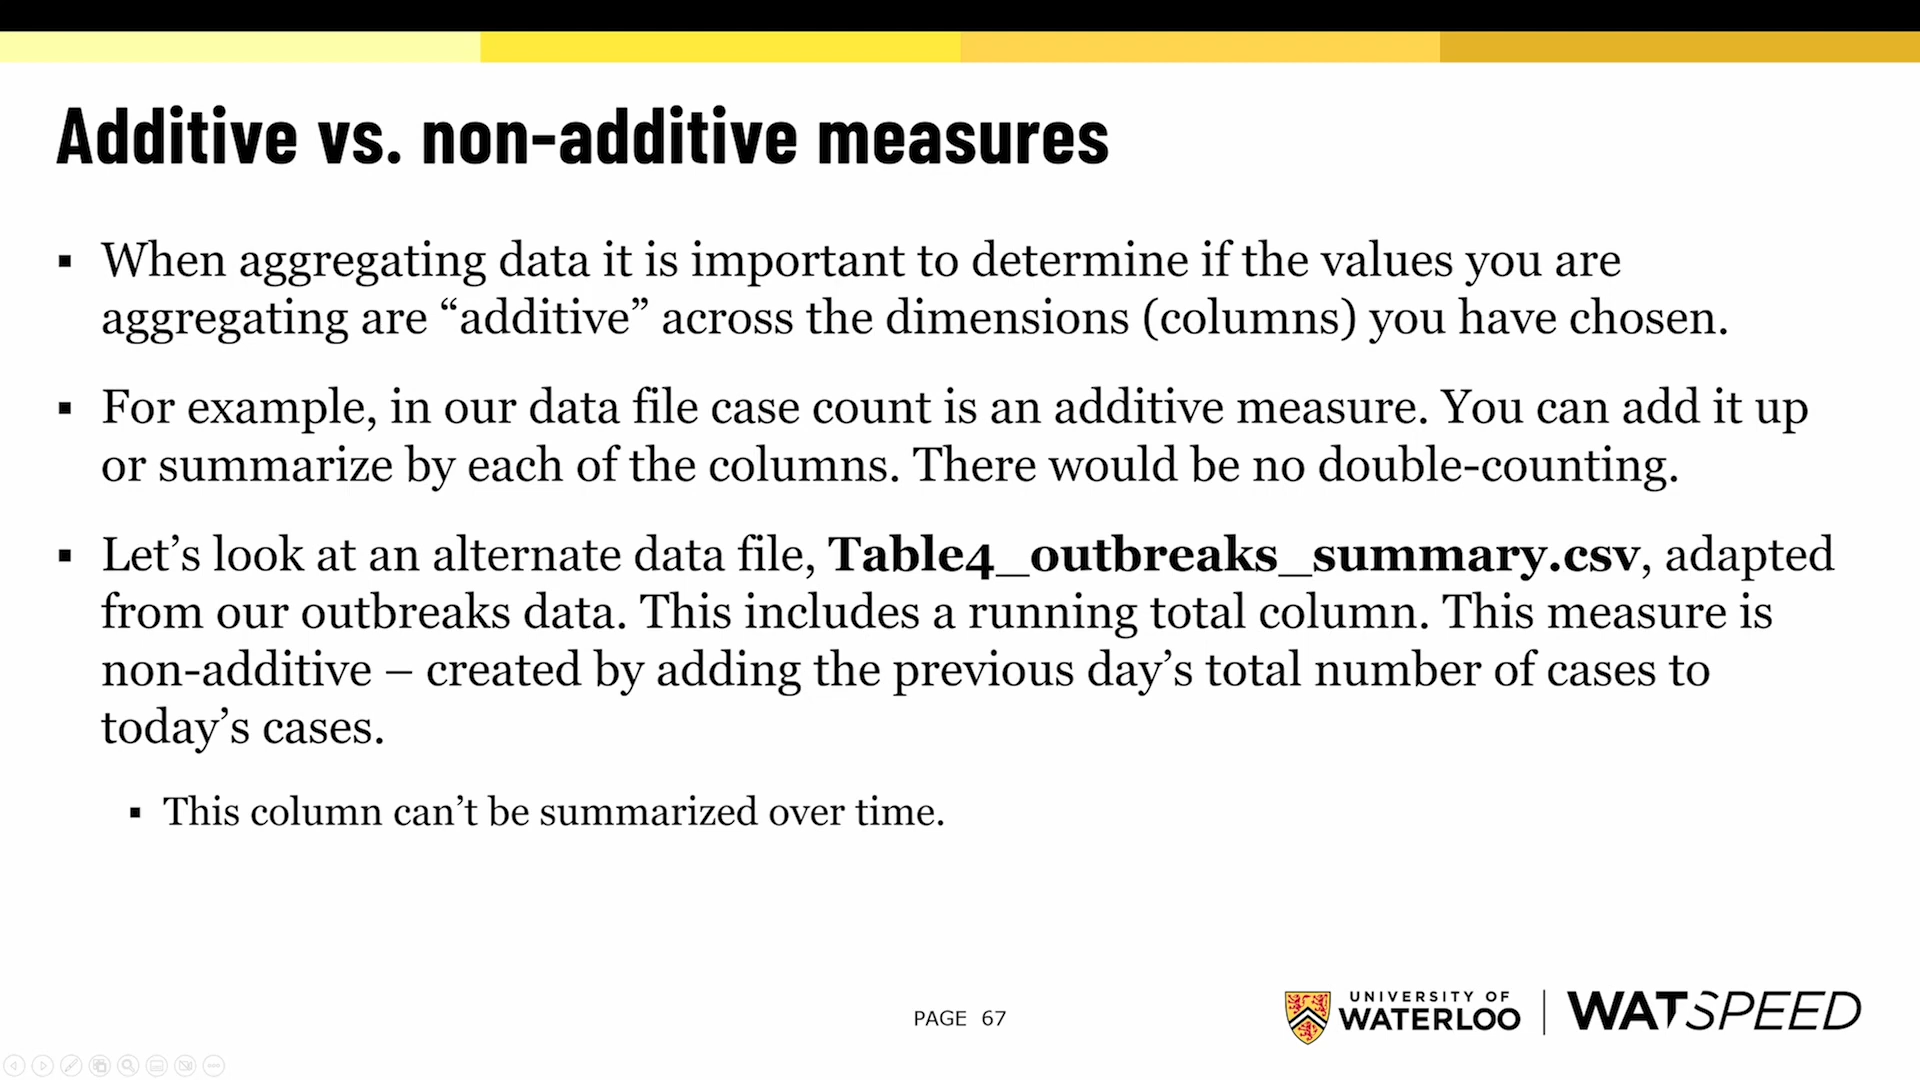 Additive vs. non-additive measures
▪ When aggregating data it is important to determine if the values you are
aggregating are “additive” across the dimensions (columns) you have chosen.
▪ For example, in our data file case count is an additive measure. You can add it up
or summarize by each of the columns. There would be no double-counting.
▪ Let’s look at an alternate data file, Table4_outbreaks_summary.csv, adapted
from our outbreaks data. This includes a running total column. This measure is
non-additive – created by adding the previous day’s total number of cases to
today’s cases.
▪ This column can’t be summarized over time.
PAGE 67
UNIVERSITY OF
WATERLOO
WATSPEED